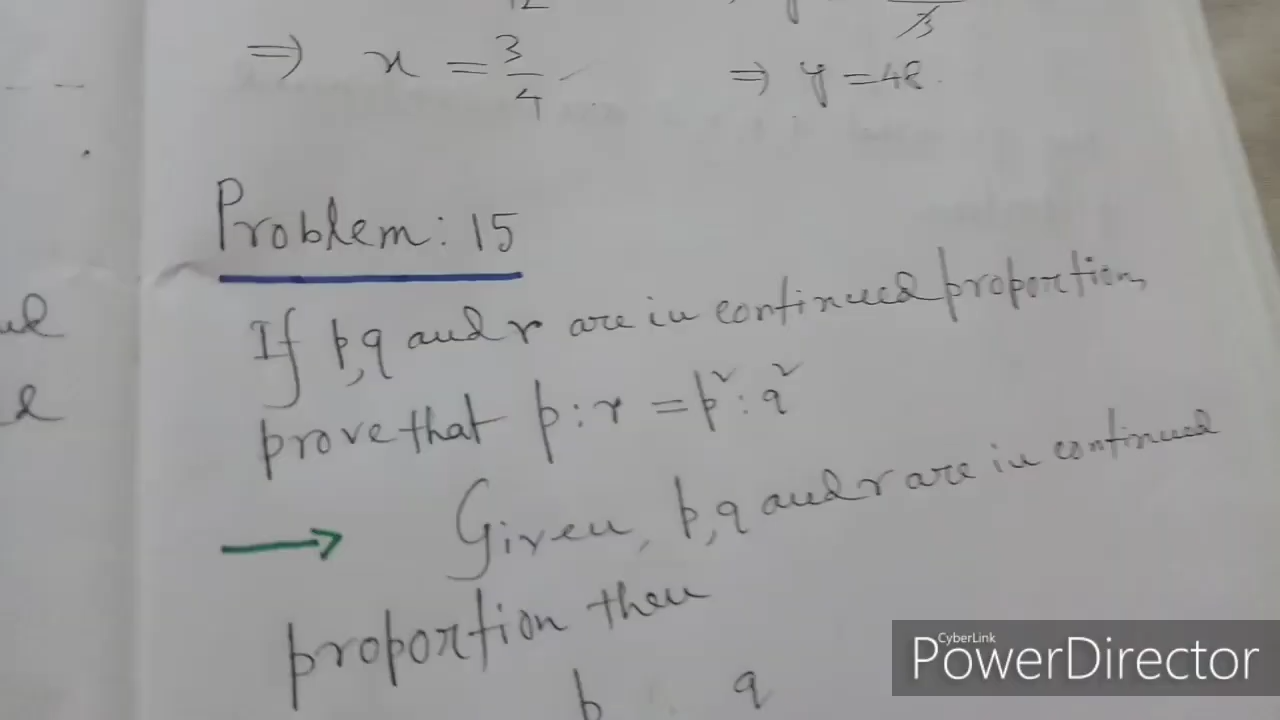 12
⇒ x = 3/4 ⇒ y = 48.
Problem: 15
If p, q and r are in continued proportion,
prove that p : r = p² : q²
→ Given, p, q and r are in continued
proportion then
p q
CyberLink
PowerDirector